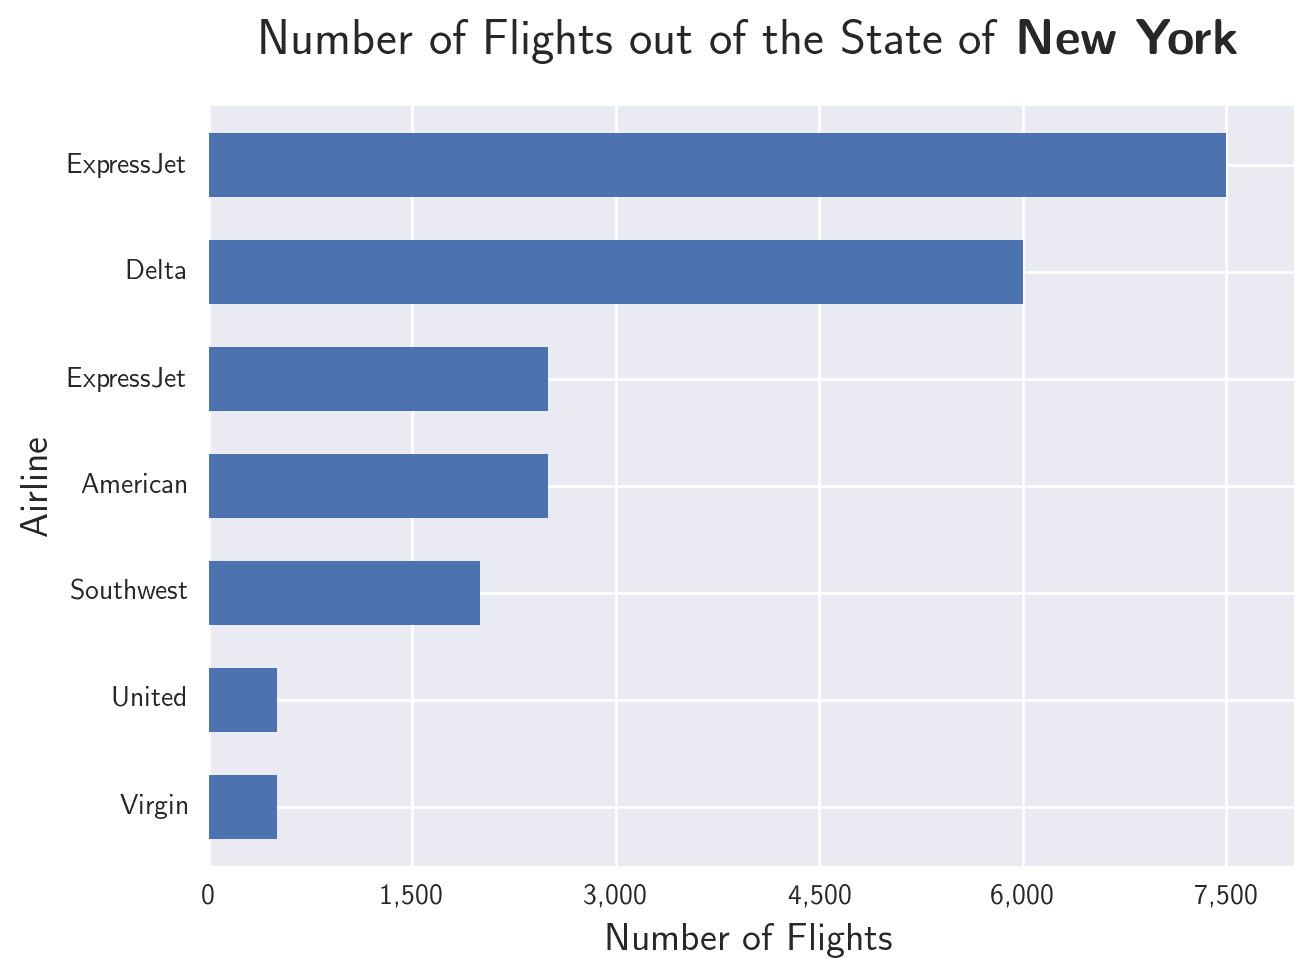 Number of Flights out of the State of New York
ExpressJet
Delta
ExpressJet
American
Southwest
United
Virgin
Airline
0 1,500 3,000 4,500 6,000 7,500
Number of Flights